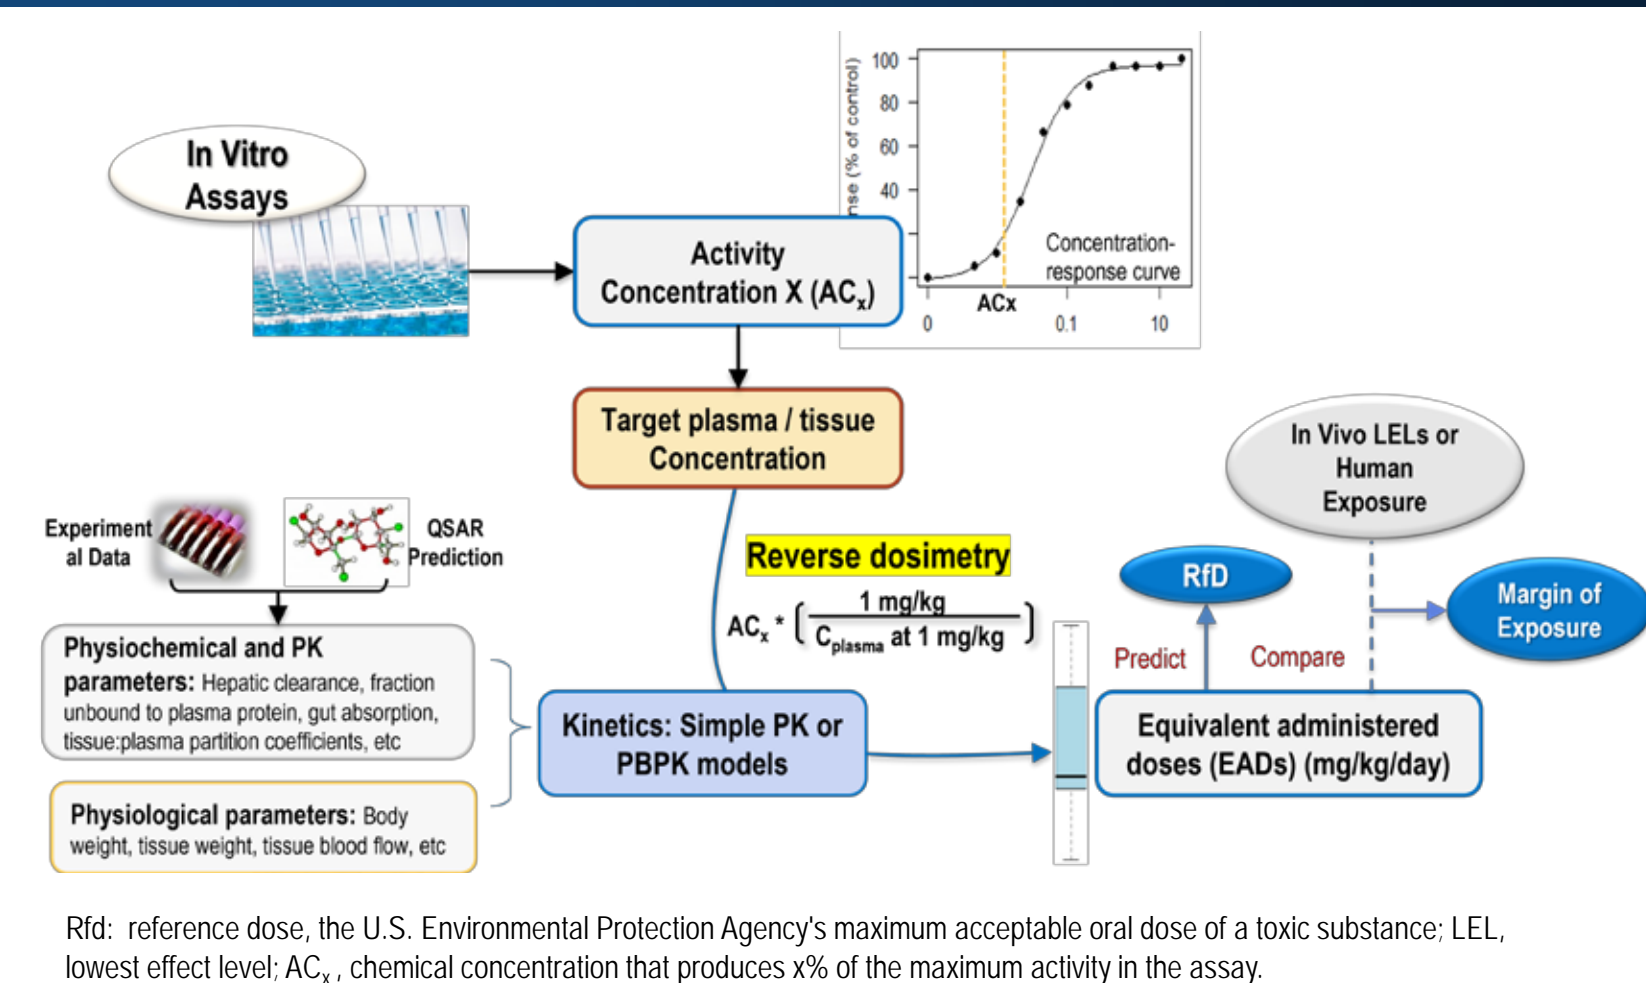 In Vitro
Assays
Activity
Concentration X (ACx)
nse (% of control)
100
80
60
40
Concentration-
response curve
ACx
0
0.1
10
Target plasma / tissue
Concentration
Experiment
al Data
QSAR
Prediction
Reverse dosimetry
ACx * ( 1 mg/kg
Cplasma at 1 mg/kg )
Physiochemical and PK
parameters: Hepatic clearance, fraction
unbound to plasma protein, gut absorption,
tissue:plasma partition coefficients, etc
Physiological parameters: Body
weight, tissue weight, tissue blood flow, etc
Kinetics: Simple PK or
PBPK models
In Vivo LELs or
Human
Exposure
RfD
Margin of
Exposure
Predict
Compare
Equivalent administered
doses (EADs) (mg/kg/day)
Rfd: reference dose, the U.S. Environmental Protection Agency's maximum acceptable oral dose of a toxic substance; LEL,
lowest effect level; ACx , chemical concentration that produces x% of the maximum activity in the assay.